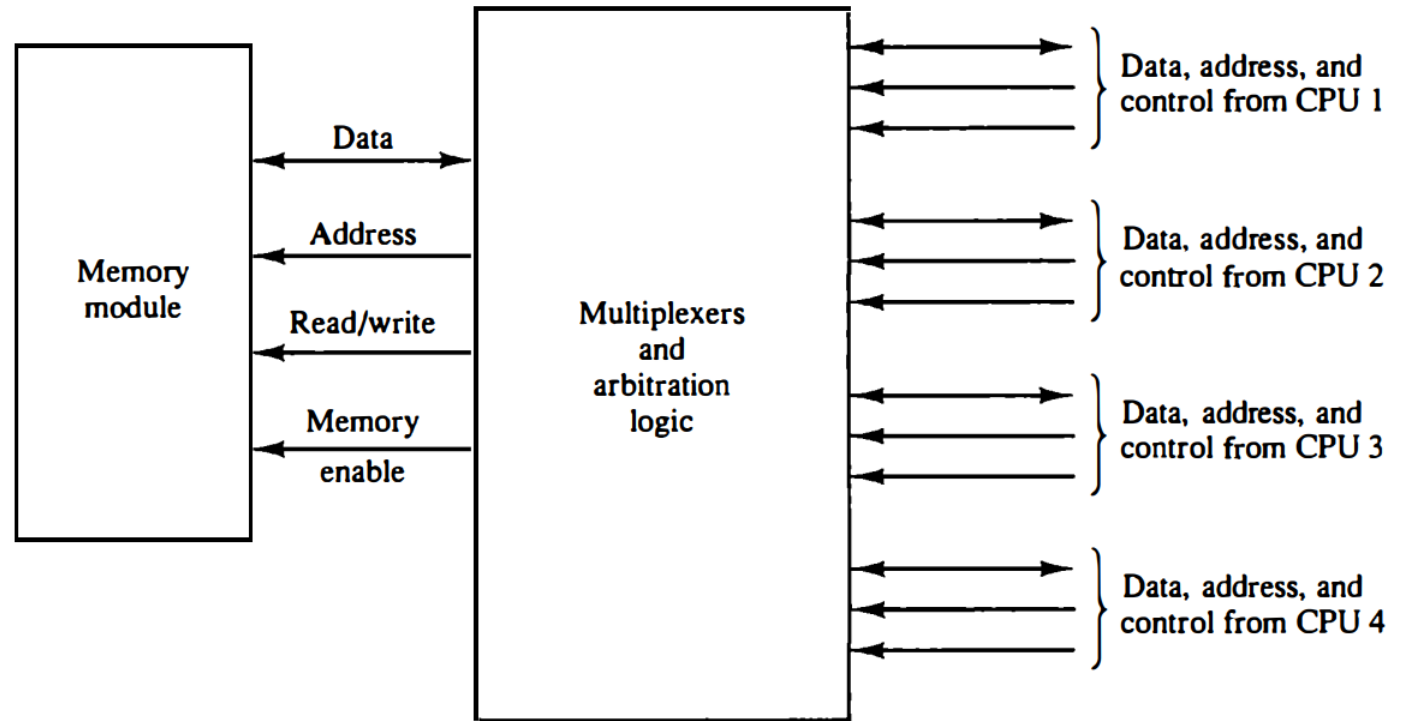 Memory
module
Data
Address
Read/write
Memory
enable
Multiplexers
and
arbitration
logic
Data, address, and
control from CPU 1
Data, address, and
control from CPU 2
Data, address, and
control from CPU 3
Data, address, and
control from CPU 4